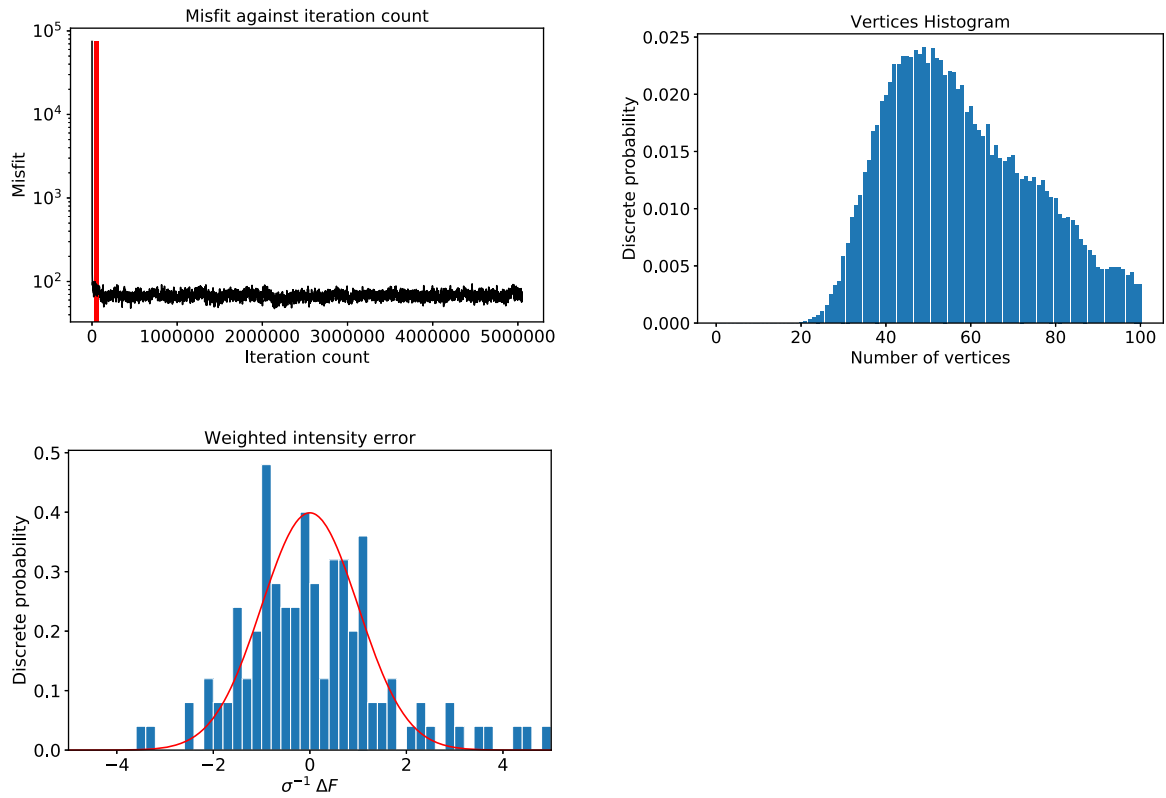 Misfit against iteration count
10^5
10^4
10^3
10^2
Misfit
0 1000000 2000000 3000000 4000000 5000000
Iteration count
Vertices Histogram
0.025
0.020
0.015
0.010
0.005
0.000
Discrete probability
0 20 40 60 80 100
Number of vertices
Weighted intensity error
0.5
0.4
0.3
0.2
0.1
0.0
Discrete probability
−4 −2 0 2 4
σ⁻¹ ΔF